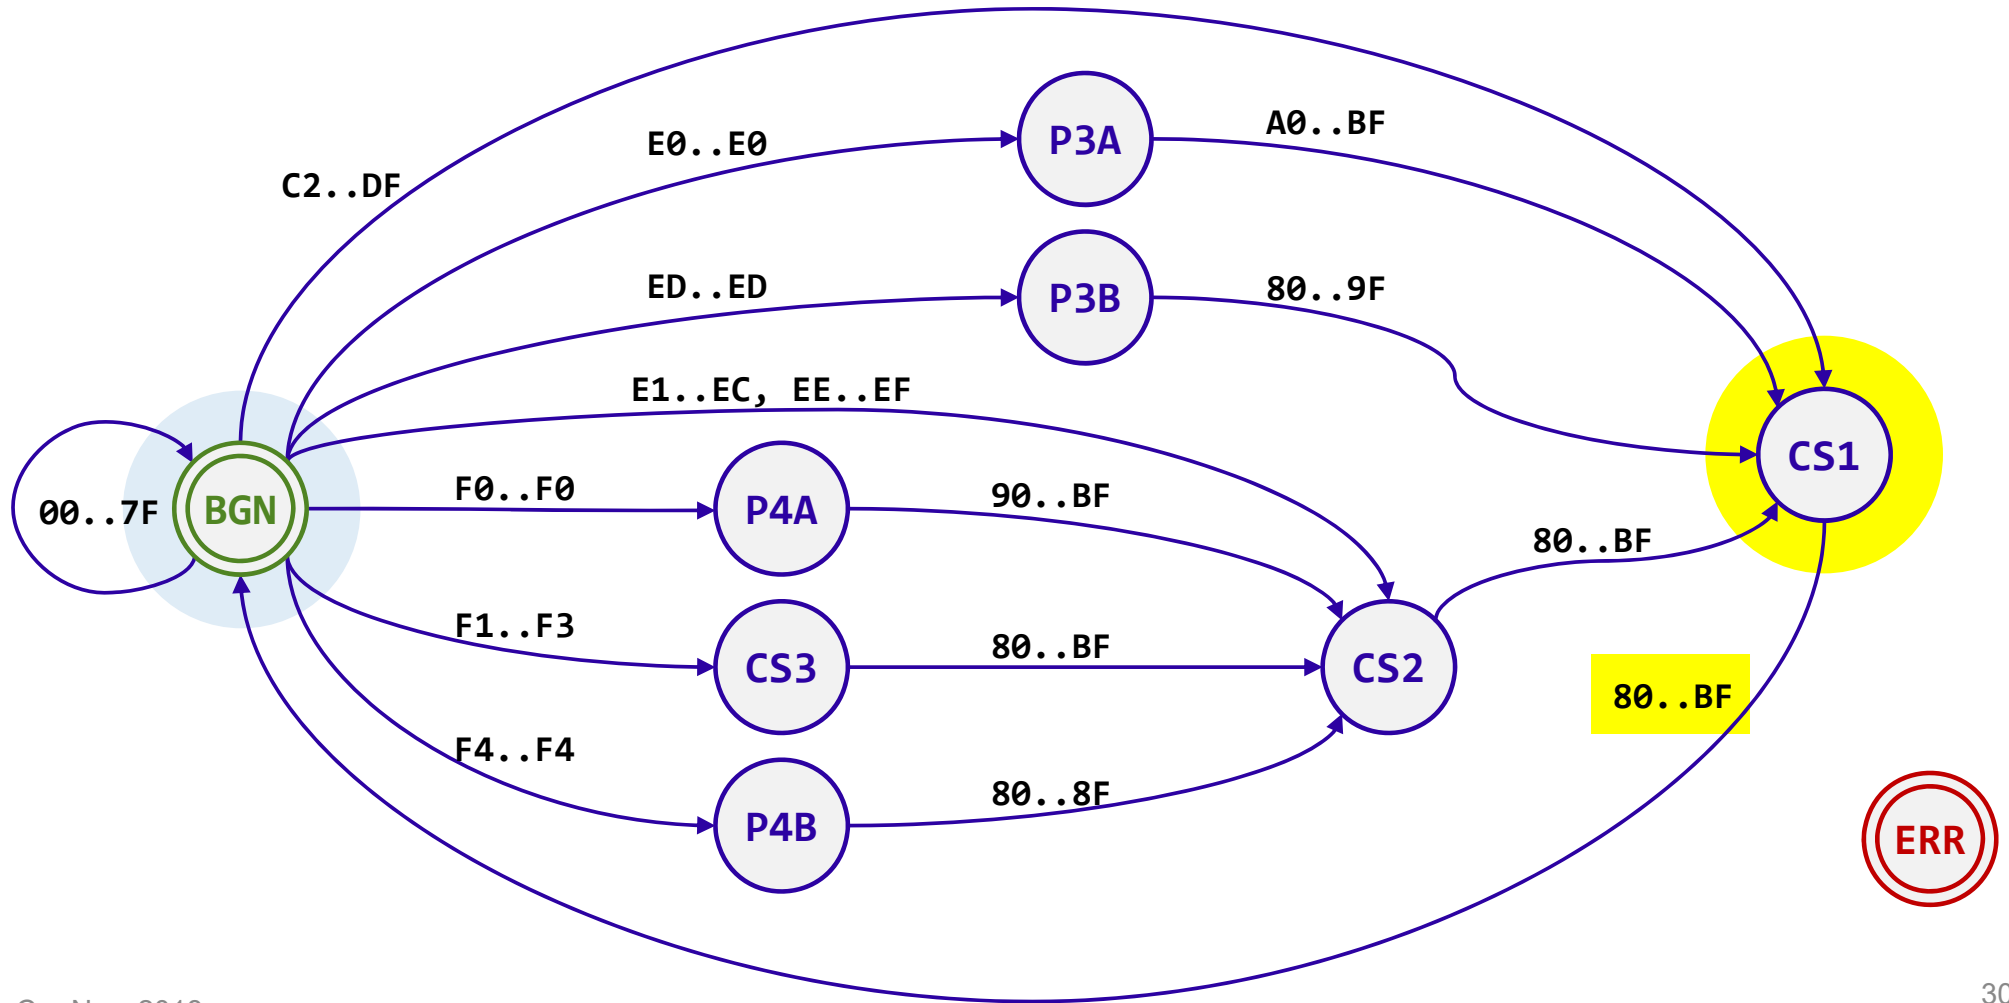 P3A
A0..BF
E0..E0
C2..DF
ED..ED
P3B
80..9F
E1..EC, EE..EF
CS1
00..7F
BGN
F0..F0
P4A
90..BF
80..BF
F1..F3
CS3
80..BF
CS2
80..BF
F4..F4
P4B
80..8F
ERR
30